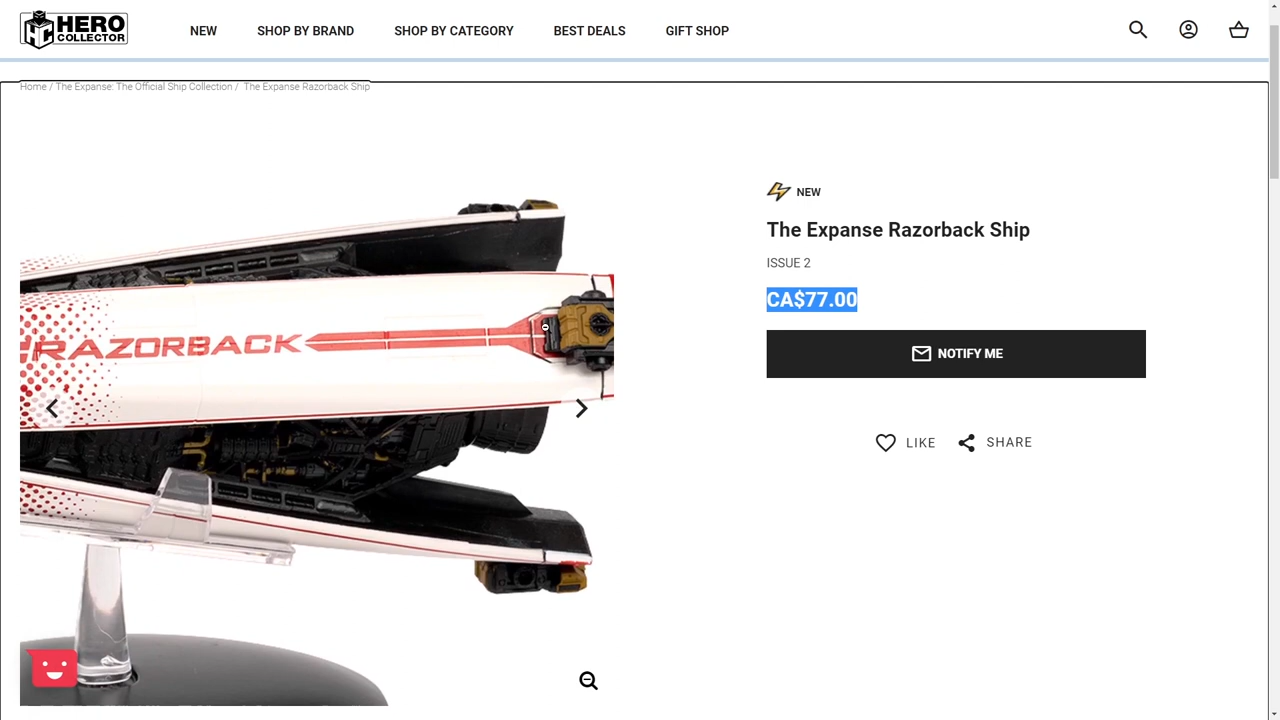 HERO
COLLECTOR
NEW
SHOP BY BRAND
SHOP BY CATEGORY
BEST DEALS
GIFT SHOP
Home / The Expanse: The Official Ship Collection / The Expanse Razorback Ship
NEW
The Expanse Razorback Ship
ISSUE 2
CA$77.00
NOTIFY ME
LIKE
SHARE
RAZORBACK